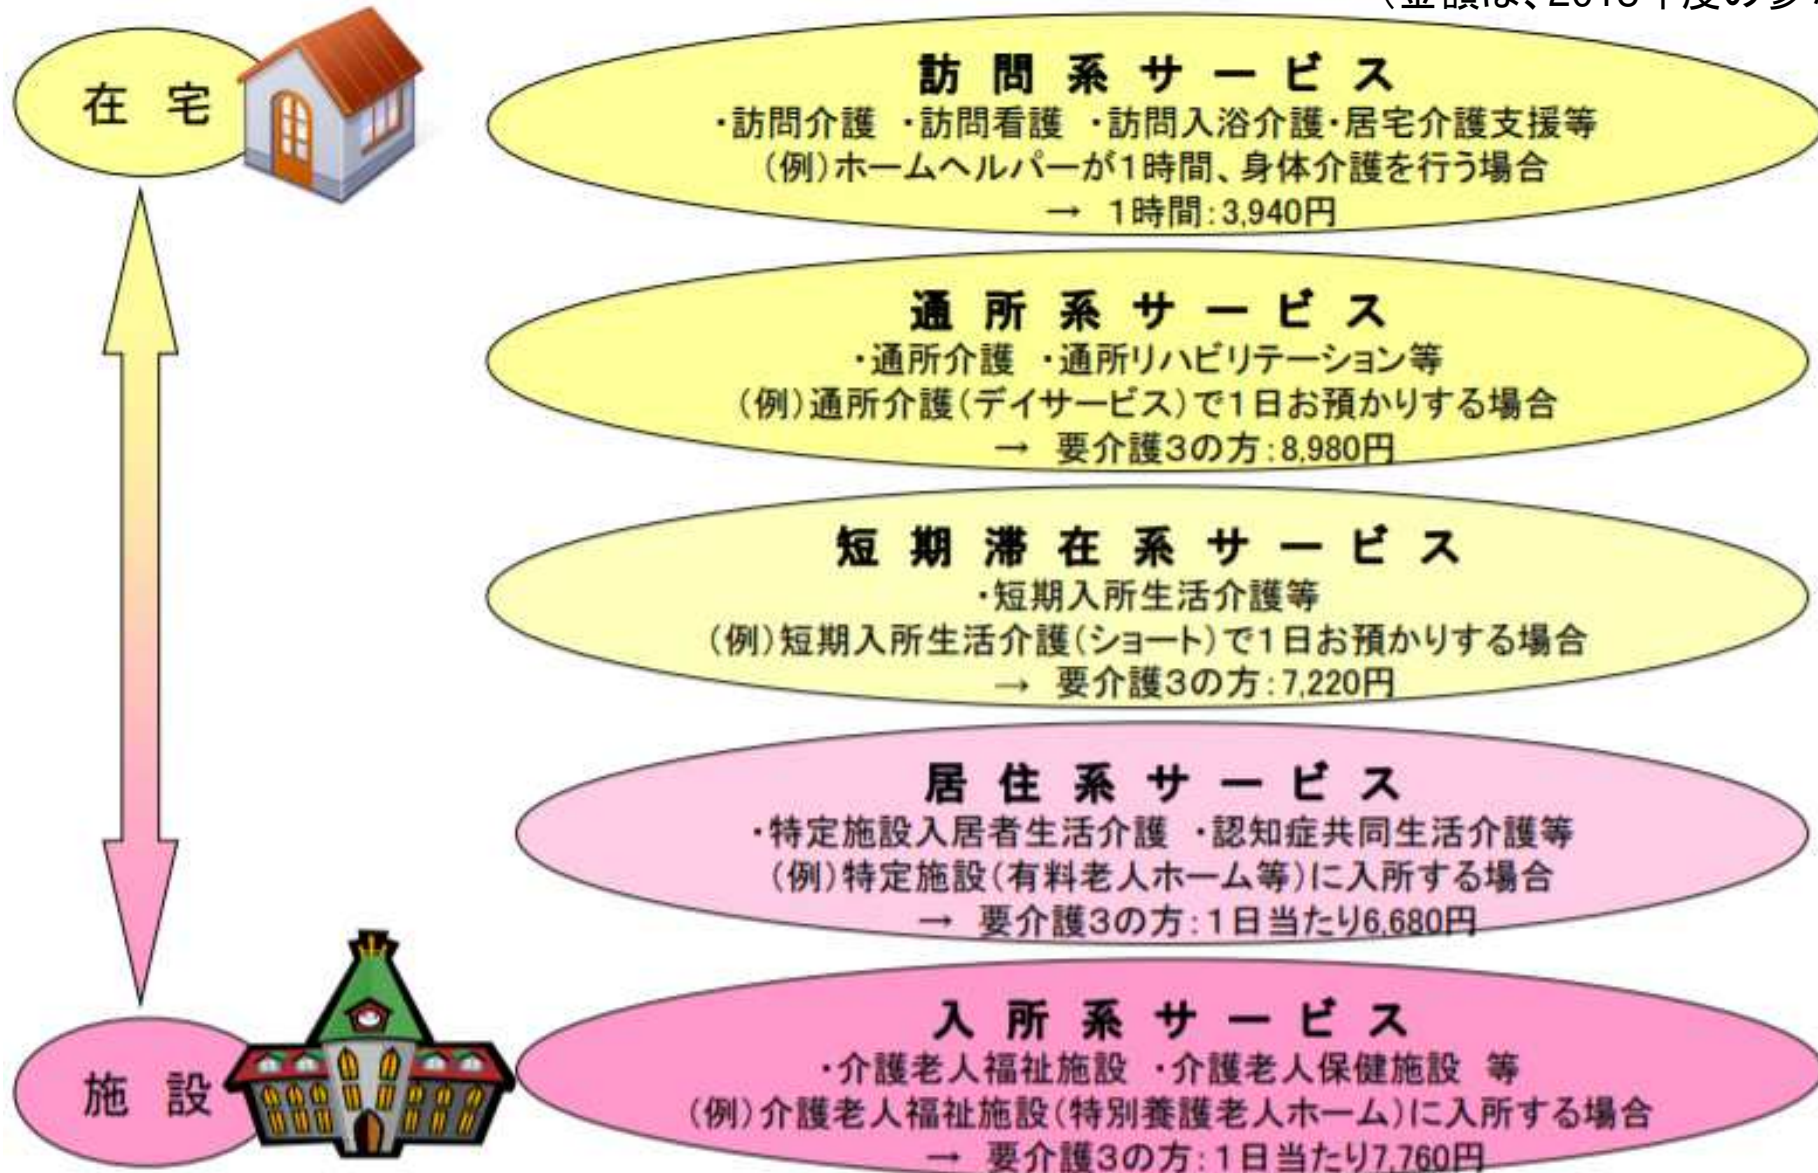 (金額は、2018年度の参
在 宅
訪 問 系 サ ー ビ ス
・訪問介護 ・訪問看護 ・訪問入浴介護・居宅介護支援等
(例)ホームヘルパーが1時間、身体介護を行う場合
→ 1時間:3,940円
通 所 系 サ ー ビ ス
・通所介護 ・通所リハビリテーション等
(例)通所介護(デイサービス)で1日お預かりする場合
→ 要介護3の方:8,980円
短 期 滞 在 系 サ ー ビ ス
・短期入所生活介護等
(例)短期入所生活介護(ショート)で1日お預かりする場合
→ 要介護3の方:7,220円
居 住 系 サ ー ビ ス
・特定施設入居者生活介護 ・認知症共同生活介護等
(例)特定施設(有料老人ホーム等)に入所する場合
→ 要介護3の方:1日当たり6,680円
施 設
入 所 系 サ ー ビ ス
・介護老人福祉施設 ・介護老人保健施設 等
(例)介護老人福祉施設(特別養護老人ホーム)に入所する場合
→ 要介護3の方:1日当たり7,760円